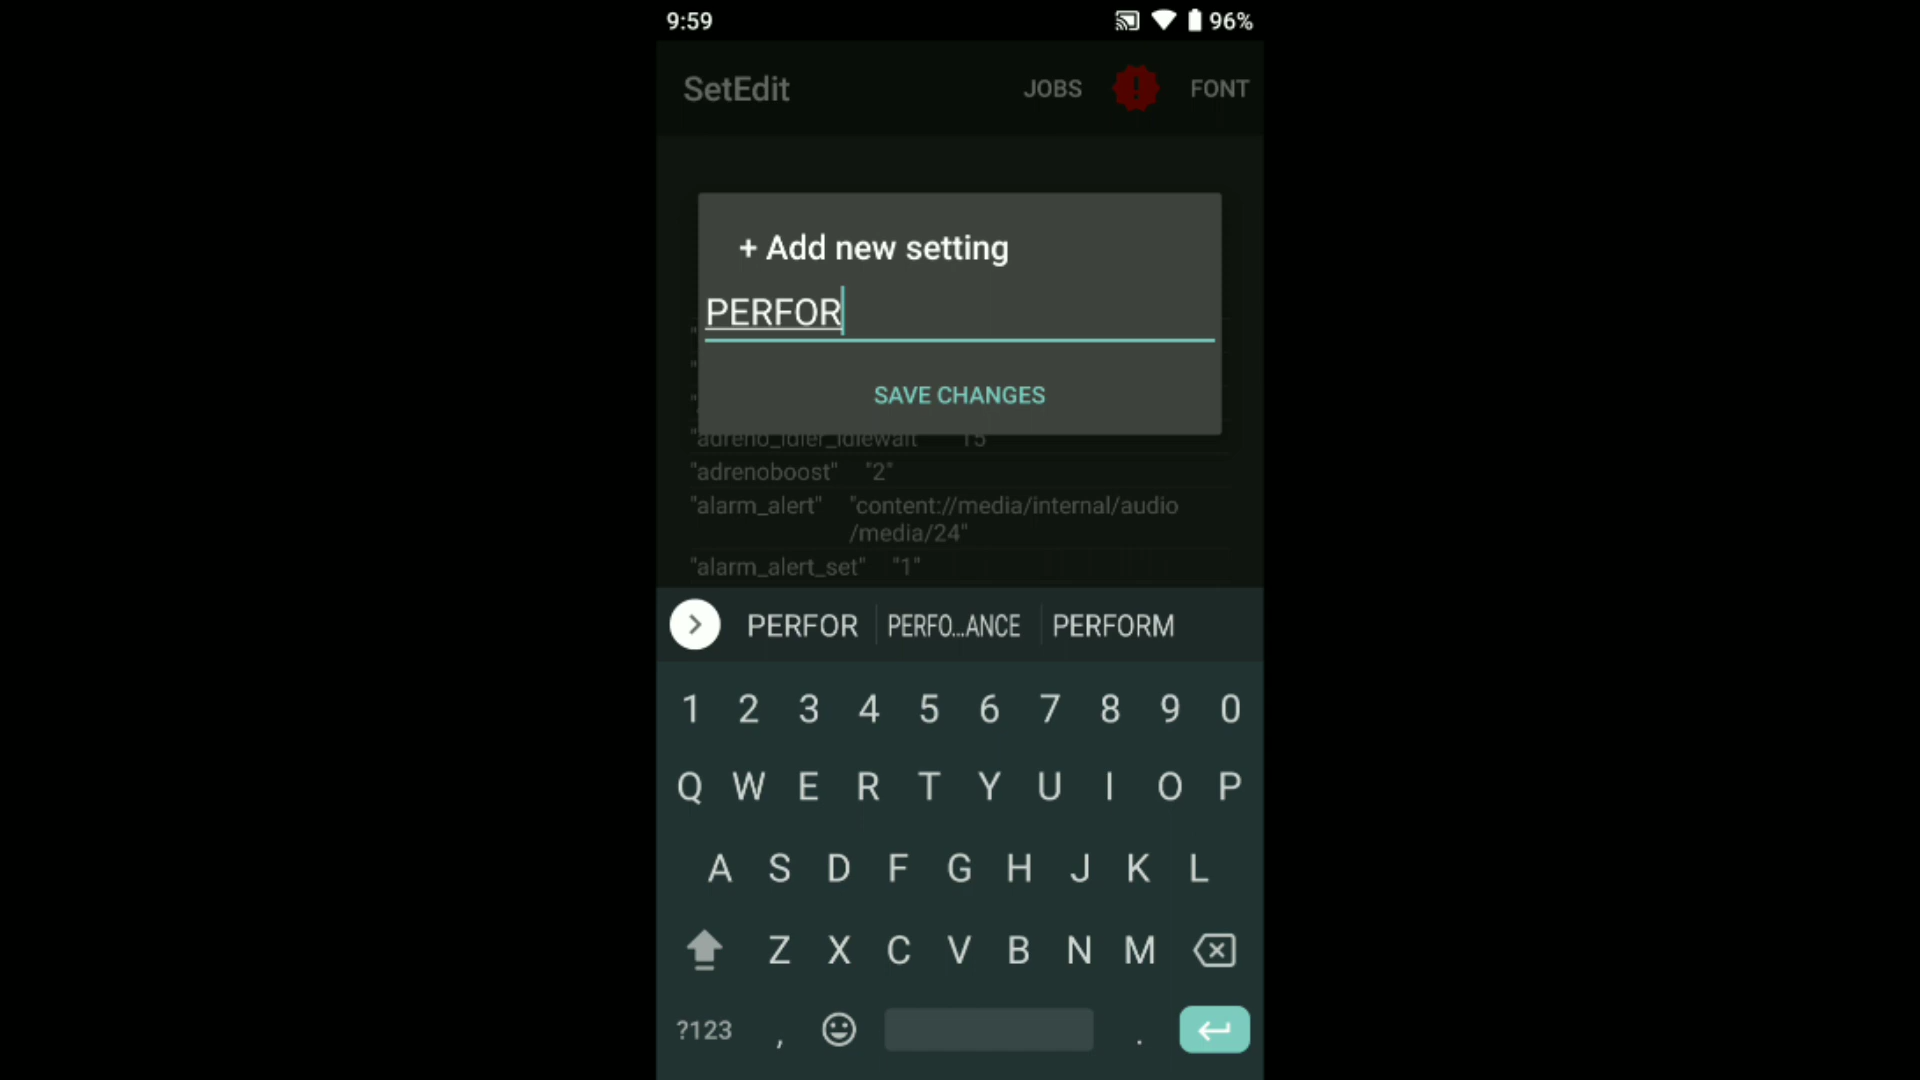 9:59 96%
SetEdit JOBS ! FONT
+ Add new setting
PERFOR
SAVE CHANGES
"adreno_idler_idlewait" "15"
"adrenoboost" "2"
"alarm_alert" "content://media/internal/audio
/media/24"
"alarm_alert_set" "1"
PERFOR PERFO...ANCE PERFORM
1 2 3 4 5 6 7 8 9 0
Q W E R T Y U I O P
A S D F G H J K L
Z X C V B N M
?123 , .